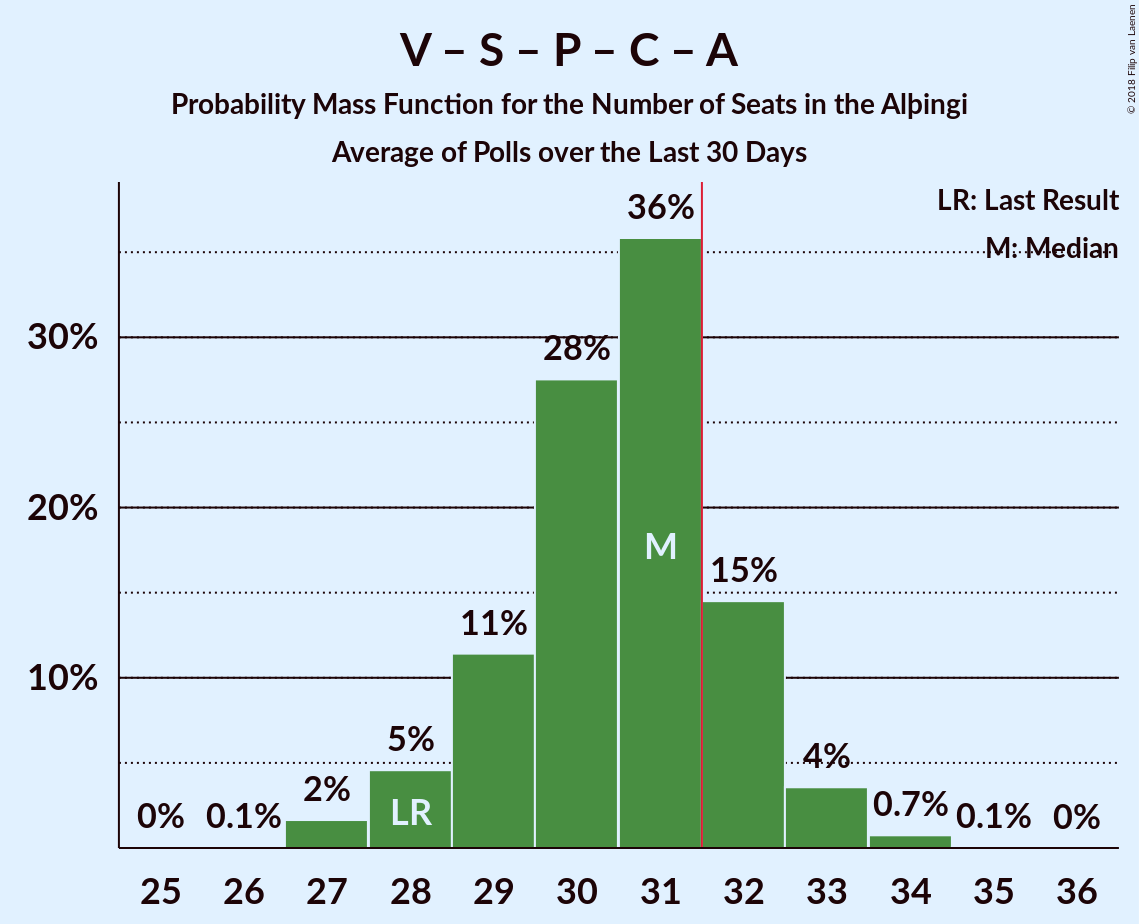 V – S – P – C – A
Probability Mass Function for the Number of Seats in the Alþingi
Average of Polls over the Last 30 Days
© 2018 Filip van Laenen
LR: Last Result
M: Median
30%
20%
10%
0%
0.1%
2%
5%
11%
28%
36%
15%
4%
0.7%
0.1%
0%
LR
M
25 26 27 28 29 30 31 32 33 34 35 36